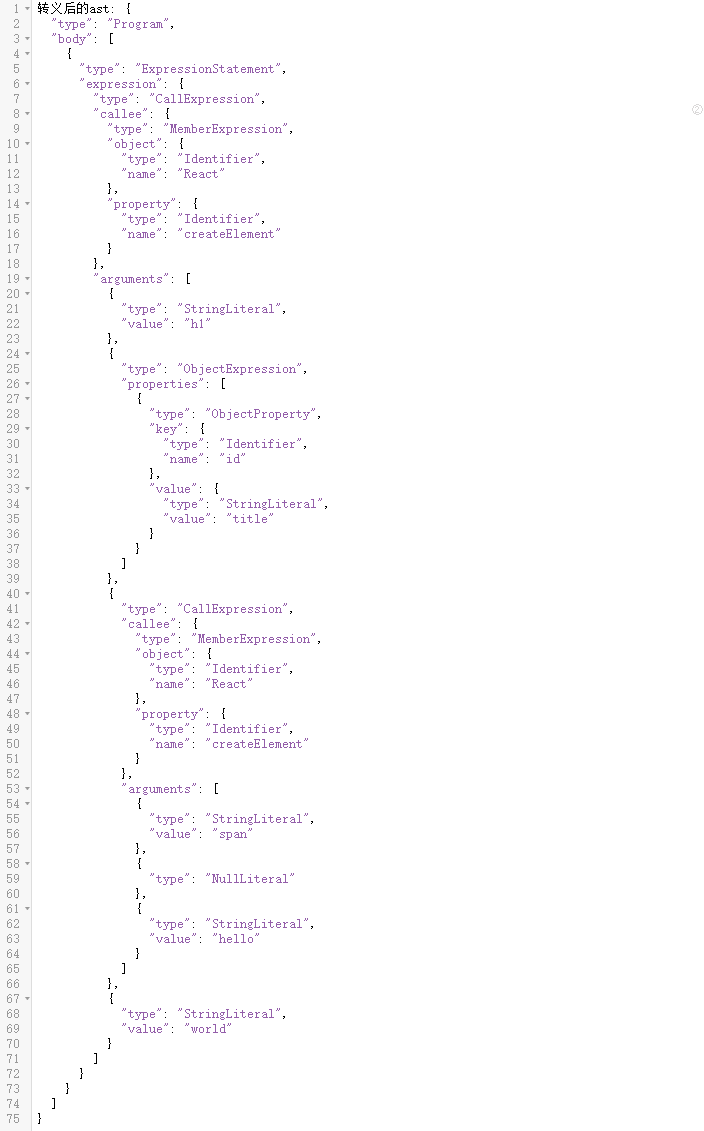 1 转义后的ast: {
2 "type": "Program",
3 "body": [
4 {
5 "type": "ExpressionStatement",
6 "expression": {
7 "type": "CallExpression",
8 "callee": {
9 "type": "MemberExpression",
10 "object": {
11 "type": "Identifier",
12 "name": "React"
13 },
14 "property": {
15 "type": "Identifier",
16 "name": "createElement"
17 }
18 },
19 "arguments": [
20 {
21 "type": "StringLiteral",
22 "value": "h1"
23 },
24 {
25 "type": "ObjectExpression",
26 "properties": [
27 {
28 "type": "ObjectProperty",
29 "key": {
30 "type": "Identifier",
31 "name": "id"
32 },
33 "value": {
34 "type": "StringLiteral",
35 "value": "title"
36 }
37 }
38 ]
39 },
40 {
41 "type": "CallExpression",
42 "callee": {
43 "type": "MemberExpression",
44 "object": {
45 "type": "Identifier",
46 "name": "React"
47 },
48 "property": {
49 "type": "Identifier",
50 "name": "createElement"
51 }
52 },
53 "arguments": [
54 {
55 "type": "StringLiteral",
56 "value": "span"
57 },
58 {
59 "type": "NullLiteral"
60 },
61 {
62 "type": "StringLiteral",
63 "value": "hello"
64 }
65 ]
66 },
67 {
68 "type": "StringLiteral",
69 "value": "world"
70 }
71 ]
72 }
73 }
74 ]
75 }
②